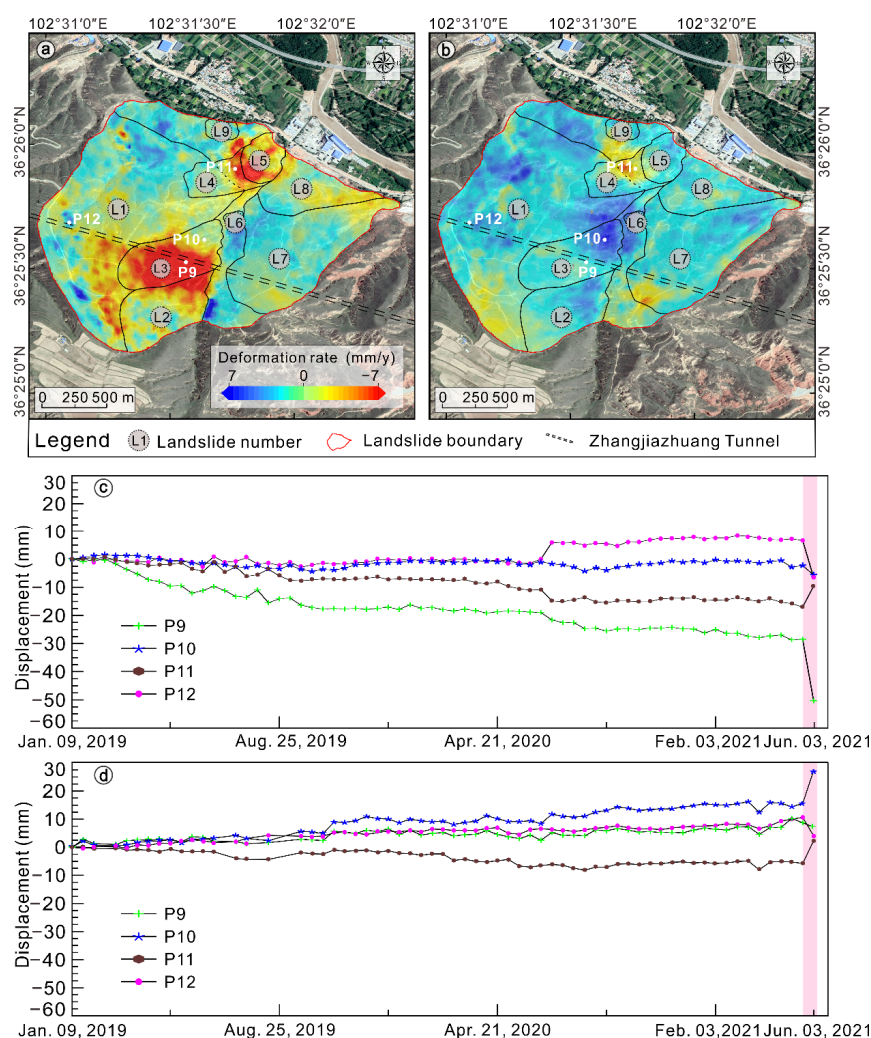 102°31′0″E 102°31′30″E 102°32′0″E 102°31′0″E 102°31′30″E 102°32′0″E
a
b
36°26′0″N
36°25′30″N
36°25′0″N
36°26′0″N
36°25′30″N
36°25′0″N
L9
L5
P11
L4
L8
L1
P12
L6
P10
L7
L3
P9
L2
Deformation rate (mm/y)
7 0 −7
0 250 500 m
L9
L5
P11
L4
L8
L1
P12
L6
P10
L7
L3
P9
L2
0 250 500 m
Legend L1 Landslide number Landslide boundary Zhangjiazhuang Tunnel
c
Displacement (mm)
30
20
10
0
−10
−20
−30
−40
−50
−60
P9
P10
P11
P12
Jan. 09, 2019 Aug. 25, 2019 Apr. 21, 2020 Feb. 03,2021 Jun. 03, 2021
d
Displacement (mm)
30
20
10
0
−10
−20
−30
−40
−50
−60
P9
P10
P11
P12
Jan. 09, 2019 Aug. 25, 2019 Apr. 21, 2020 Feb. 03,2021 Jun. 03, 2021